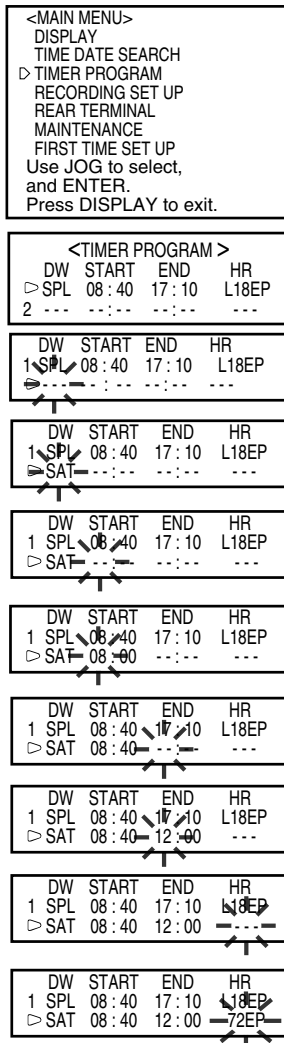 <MAIN MENU>
DISPLAY
TIME DATE SEARCH
TIMER PROGRAM
RECORDING SET UP
REAR TERMINAL
MAINTENANCE
FIRST TIME SET UP
Use JOG to select,
and ENTER.
Press DISPLAY to exit.
<TIMER PROGRAM >
DW START END HR
SPL 08 : 40 17 : 10 L18EP
2 - - - - - : - - - - : - - - - -
DW START END HR
1 SPL 08 : 40 17 : 10 L18EP
- - - - - : - - - - : - - - - -
DW START END HR
1 SPL 08 : 40 17 : 10 L18EP
SAT - - : - - - - : - - - - -
DW START END HR
1 SPL 08 : 40 17 : 10 L18EP
SAT - - : - - - - : - - - - -
DW START END HR
1 SPL 08 : 40 17 : 10 L18EP
SAT 08 : 00 - - : - - - - -
DW START END HR
1 SPL 08 : 40 17 : 10 L18EP
SAT 08 : 40 - - : - - - - -
DW START END HR
1 SPL 08 : 40 17 : 10 L18EP
SAT 08 : 40 12 : 00 - - -
DW START END HR
1 SPL 08 : 40 17 : 10 L18EP
SAT 08 : 40 12 : 00 - - -
DW START END HR
1 SPL 08 : 40 17 : 10 L18EP
SAT 08 : 40 12 : 00 72EP